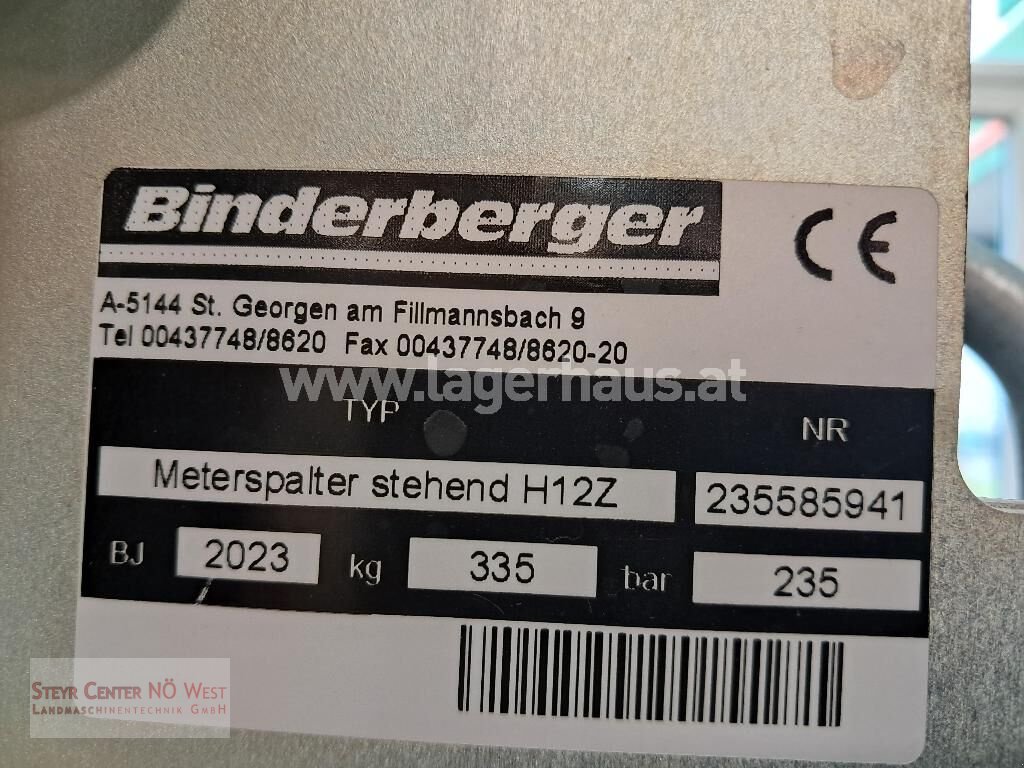 Binderberger
CE
A-5144 St. Georgen am Fillmannsbach 9
Tel 00437748/8620 Fax 00437748/8620-20
www.lagerhaus.at
TYP NR
Meterspalter stehend H12Z 235585941
BJ 2023 kg 335 bar 235
STEYR CENTER NÖ WEST
LANDMASCHINENTECHNIK GMBH